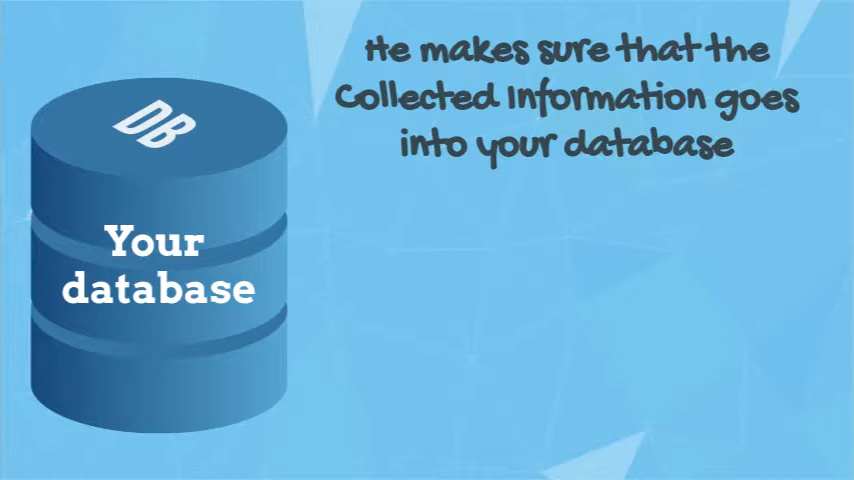 He makes sure that the
Collected Information goes
into your database
DB
Your
database